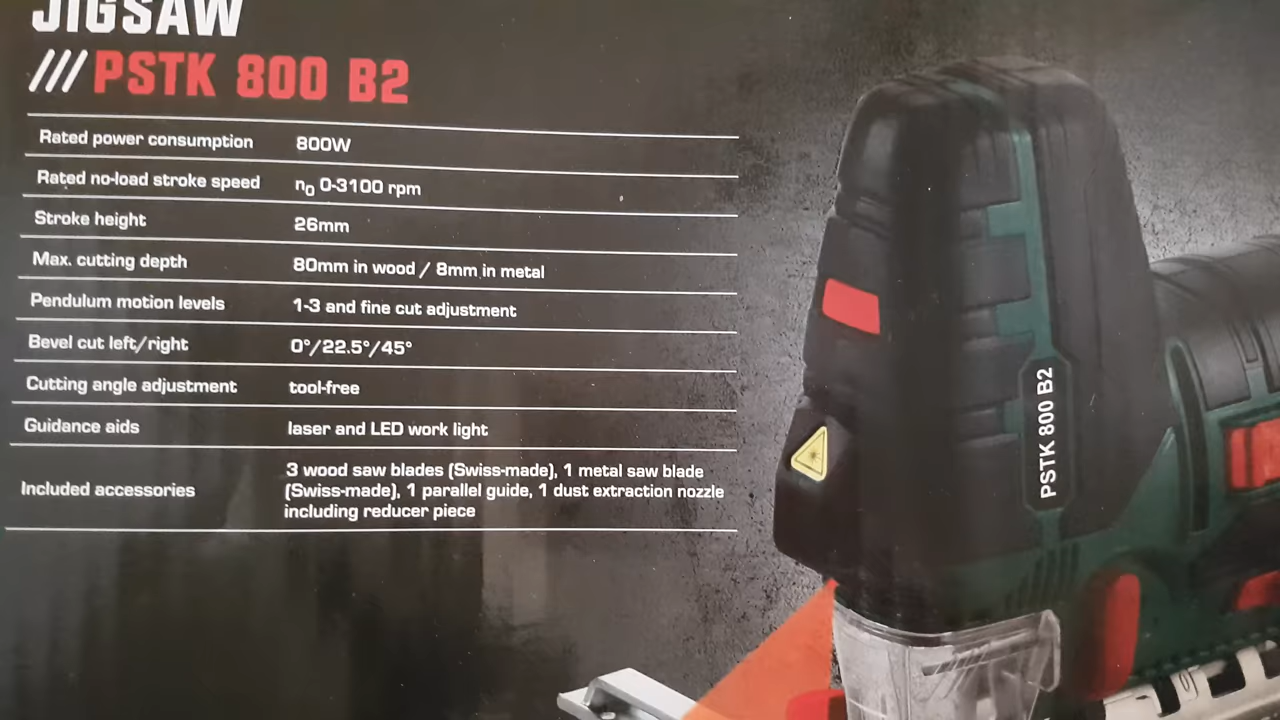 JIGSAW
/// PSTK 800 B2
Rated power consumption 800W
Rated no-load stroke speed n0 0-3100 rpm
Stroke height 26mm
Max. cutting depth 80mm in wood / 8mm in metal
Pendulum motion levels 1-3 and fine cut adjustment
Bevel cut left/right 0°/22.5°/45°
Cutting angle adjustment tool-free
Guidance aids laser and LED work light
Included accessories 3 wood saw blades (Swiss-made), 1 metal saw blade
(Swiss-made), 1 parallel guide, 1 dust extraction nozzle
including reducer piece
PSTK 800 B2